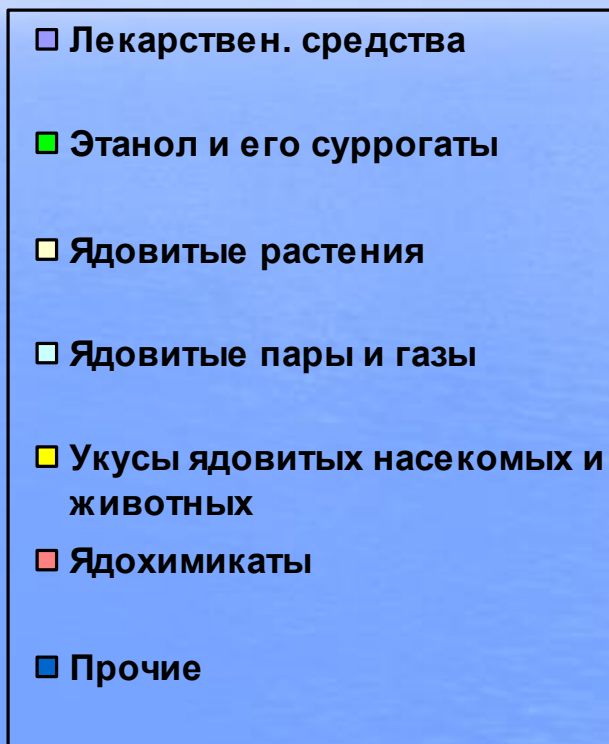 Лекарствен. средства
Этанол и его суррогаты
Ядовитые растения
Ядовитые пары и газы
Укусы ядовитых насекомых и
животных
Ядохимикаты
Прочие